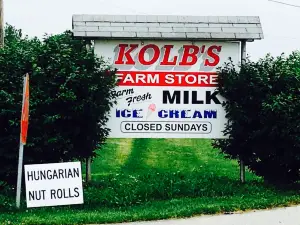 KOLB'S
FARM STORE
Farm Fresh MILK
ICE CREAM
CLOSED SUNDAYS
HUNGARIAN
NUT ROLLS